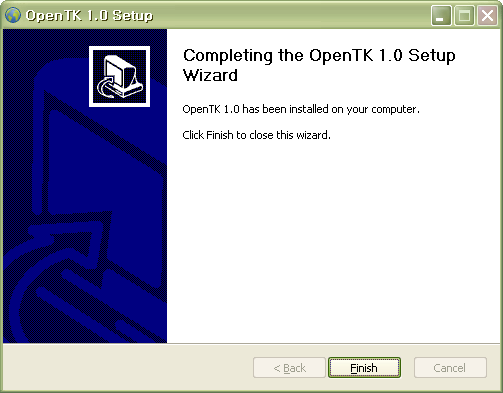 OpenTK 1.0 Setup
Completing the OpenTK 1.0 Setup
Wizard
OpenTK 1.0 has been installed on your computer.
Click Finish to close this wizard.
< Back
Finish
Cancel